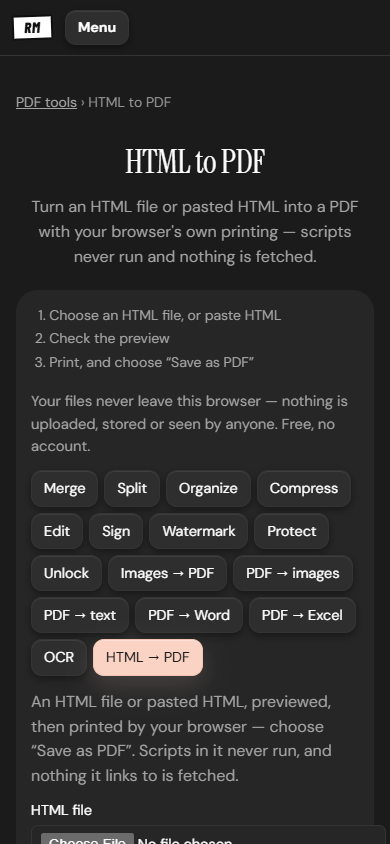 RM
Menu
PDF tools › HTML to PDF
HTML to PDF
Turn an HTML file or pasted HTML into a PDF
with your browser's own printing — scripts
never run and nothing is fetched.
1. Choose an HTML file, or paste HTML
2. Check the preview
3. Print, and choose “Save as PDF”
Your files never leave this browser — nothing is
uploaded, stored or seen by anyone. Free, no
account.
Merge Split Organize Compress
Edit Sign Watermark Protect
Unlock Images → PDF PDF → images
PDF → text PDF → Word PDF → Excel
OCR HTML → PDF
An HTML file or pasted HTML, previewed,
then printed by your browser — choose
“Save as PDF”. Scripts in it never run, and
nothing it links to is fetched.
HTML file
Choose File No file chosen